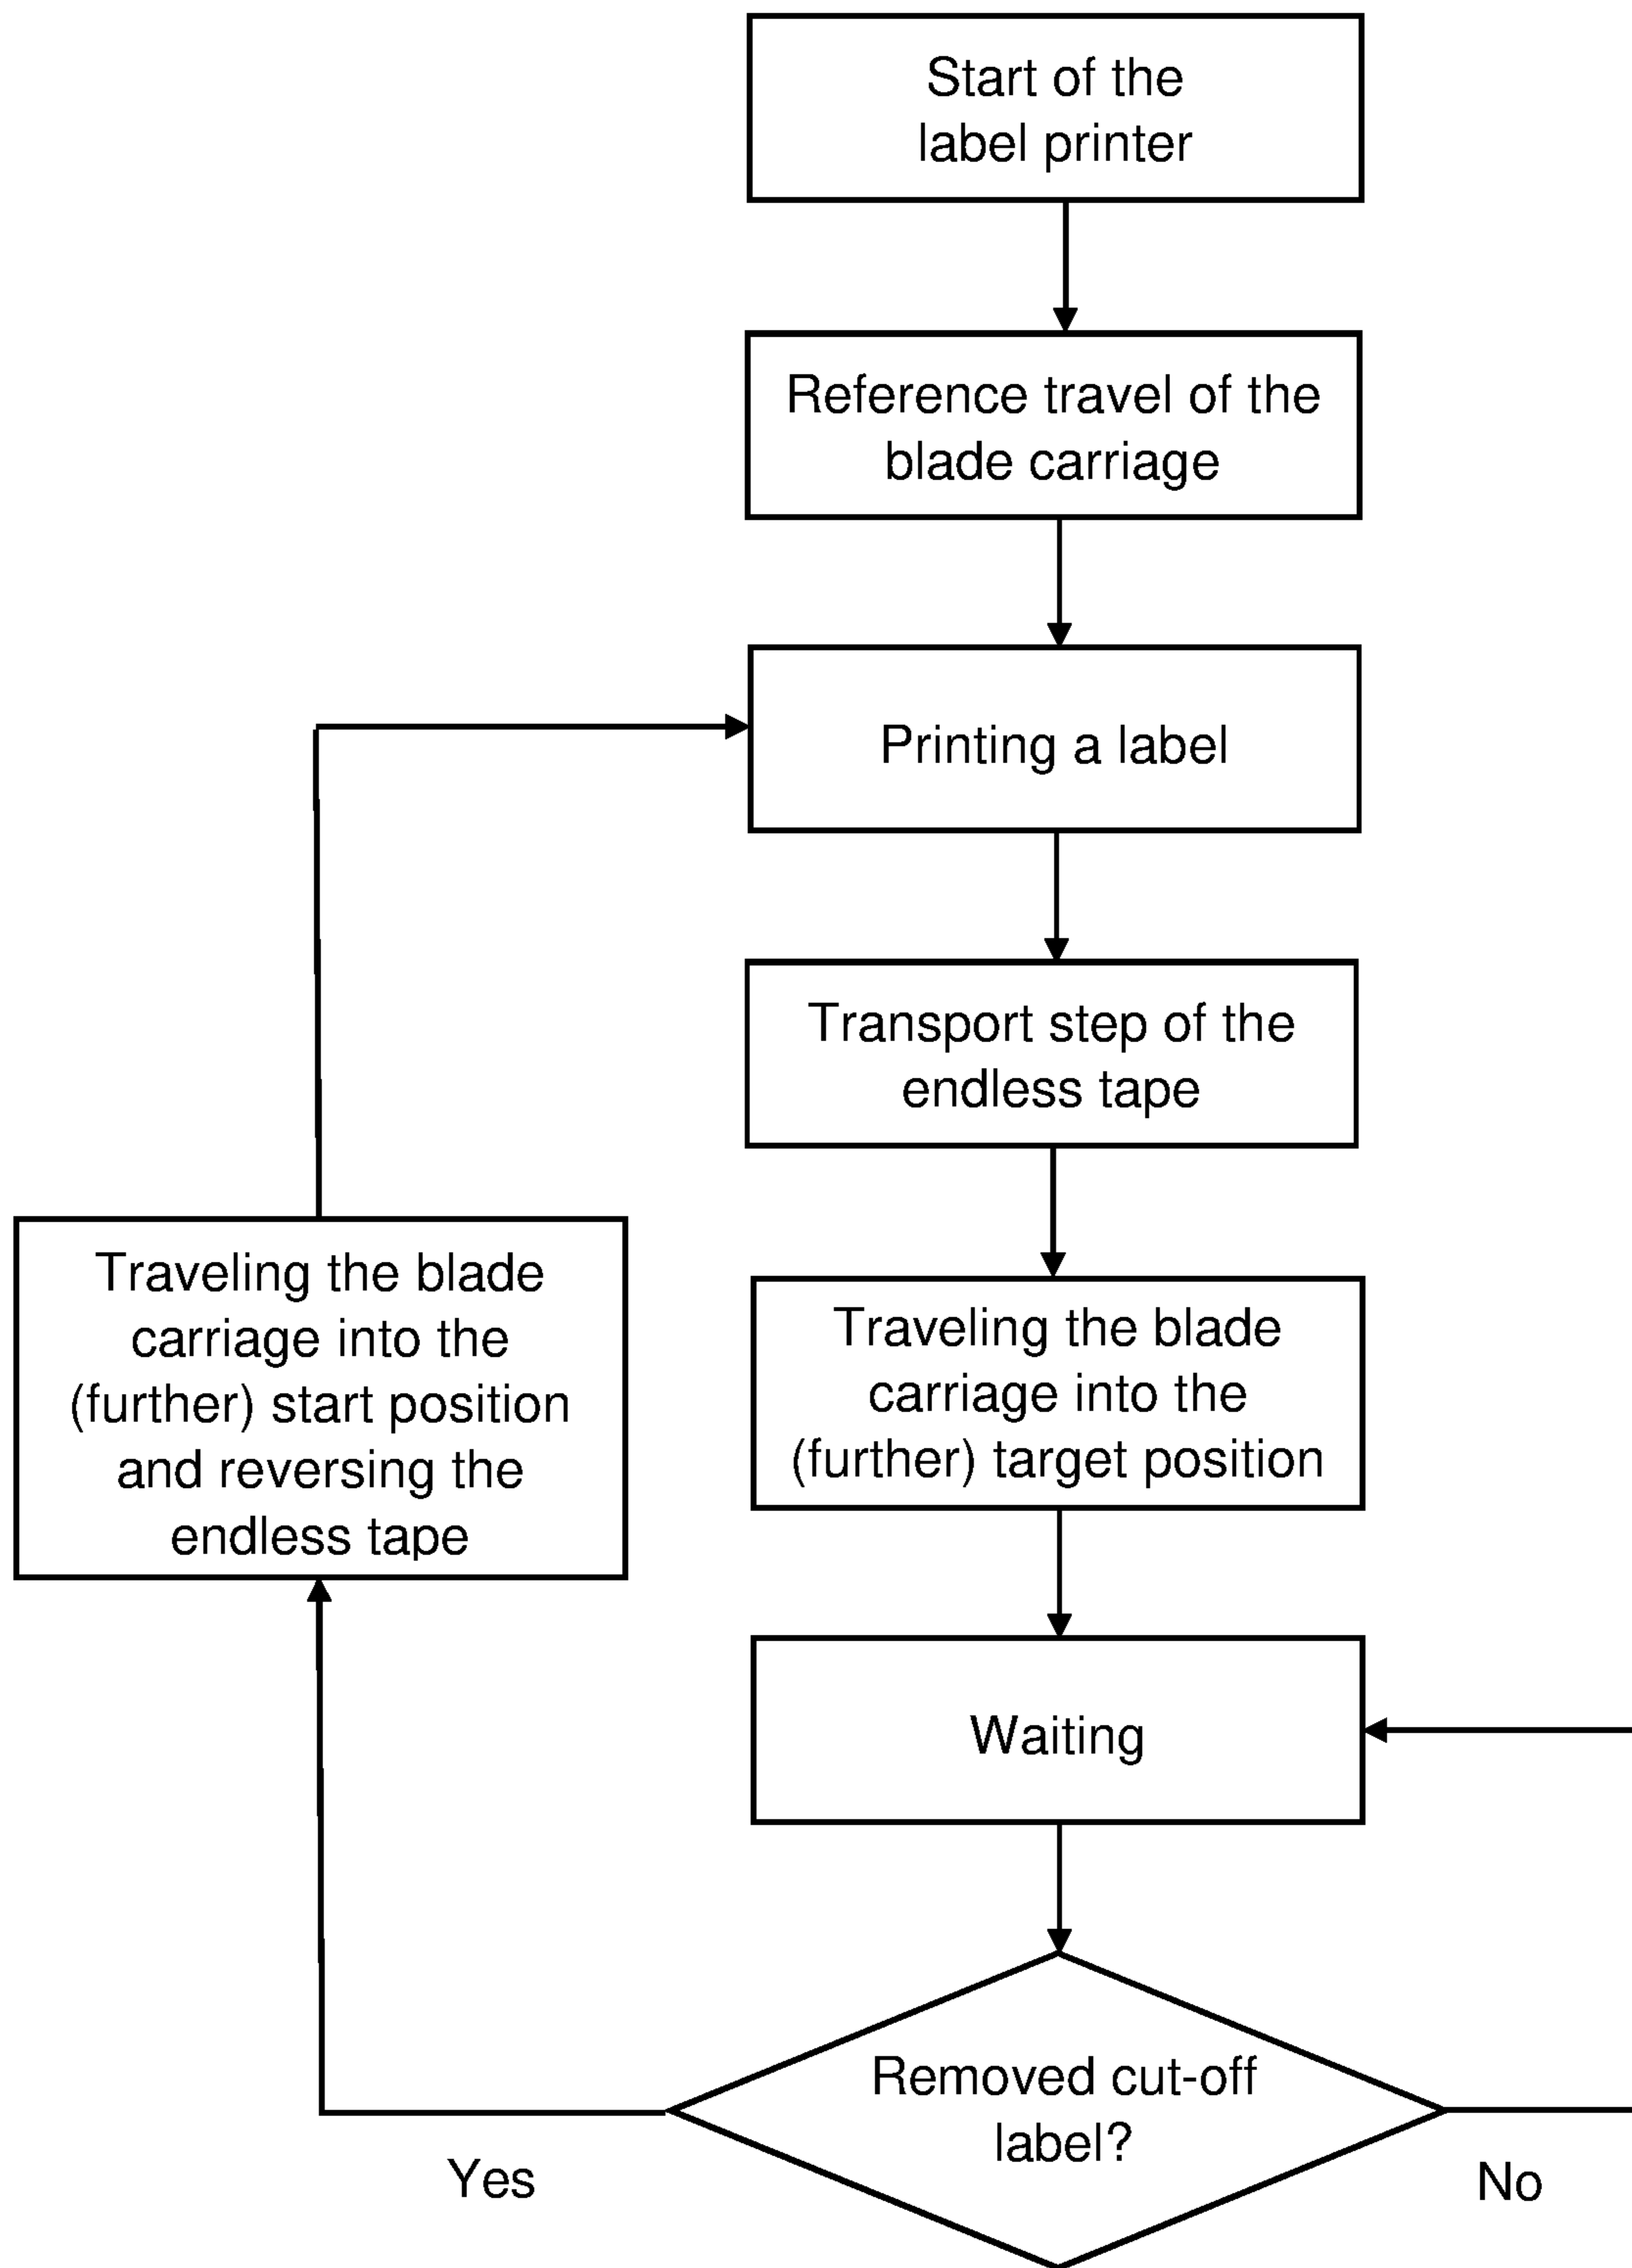 Start of the
label printer
Reference travel of the
blade carriage
Printing a label
Transport step of the
endless tape
Traveling the blade
carriage into the
(further) start position
and reversing the
endless tape
Traveling the blade
carriage into the
(further) target position
Waiting
Removed cut-off
label?
Yes
No